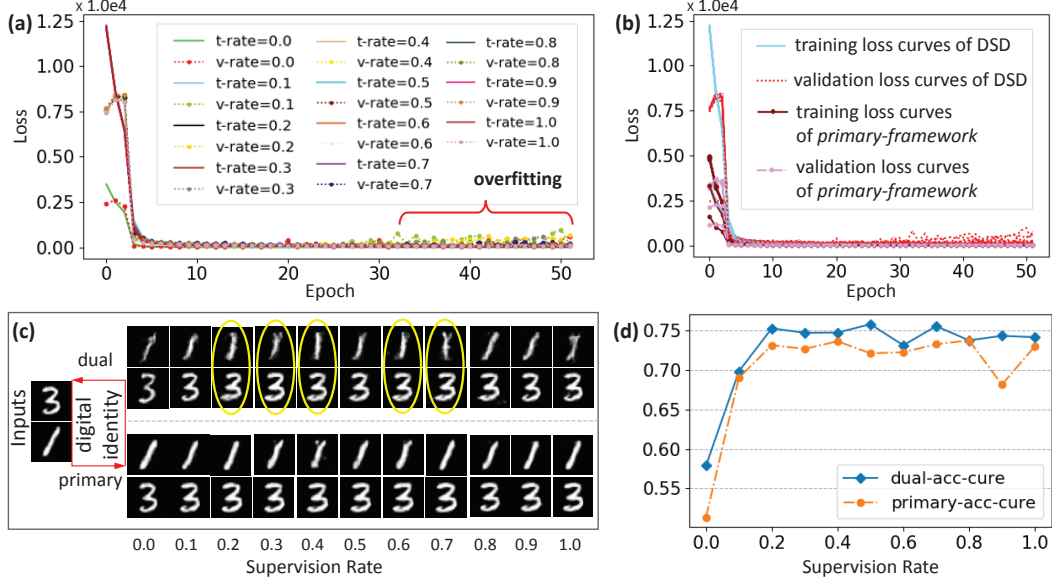 (a)
x 1.0e4
1.25
1.00
0.75
0.50
0.25
0.00
Loss
t-rate=0.0
v-rate=0.0
t-rate=0.1
v-rate=0.1
t-rate=0.2
v-rate=0.2
t-rate=0.3
v-rate=0.3
t-rate=0.4
v-rate=0.4
t-rate=0.5
v-rate=0.5
t-rate=0.6
v-rate=0.6
t-rate=0.7
v-rate=0.7
t-rate=0.8
v-rate=0.8
t-rate=0.9
v-rate=0.9
t-rate=1.0
v-rate=1.0
overfitting
0 10 20 30 40 50
Epoch
(b)
x 1.0e4
1.25
1.00
0.75
0.50
0.25
0.00
Loss
training loss curves of DSD
validation loss curves of DSD
training loss curves
of primary-framework
validation loss curves
of primary-framework
0 10 20 30 40 50
Epoch
(c)
dual
Inputs
3
1
digital
identity
primary
0.0 0.1 0.2 0.3 0.4 0.5 0.6 0.7 0.8 0.9 1.0
Supervision Rate
(d)
0.75
0.70
0.65
0.60
0.55
dual-acc-cure
primary-acc-cure
0.0 0.2 0.4 0.6 0.8 1.0
Supervision Rate